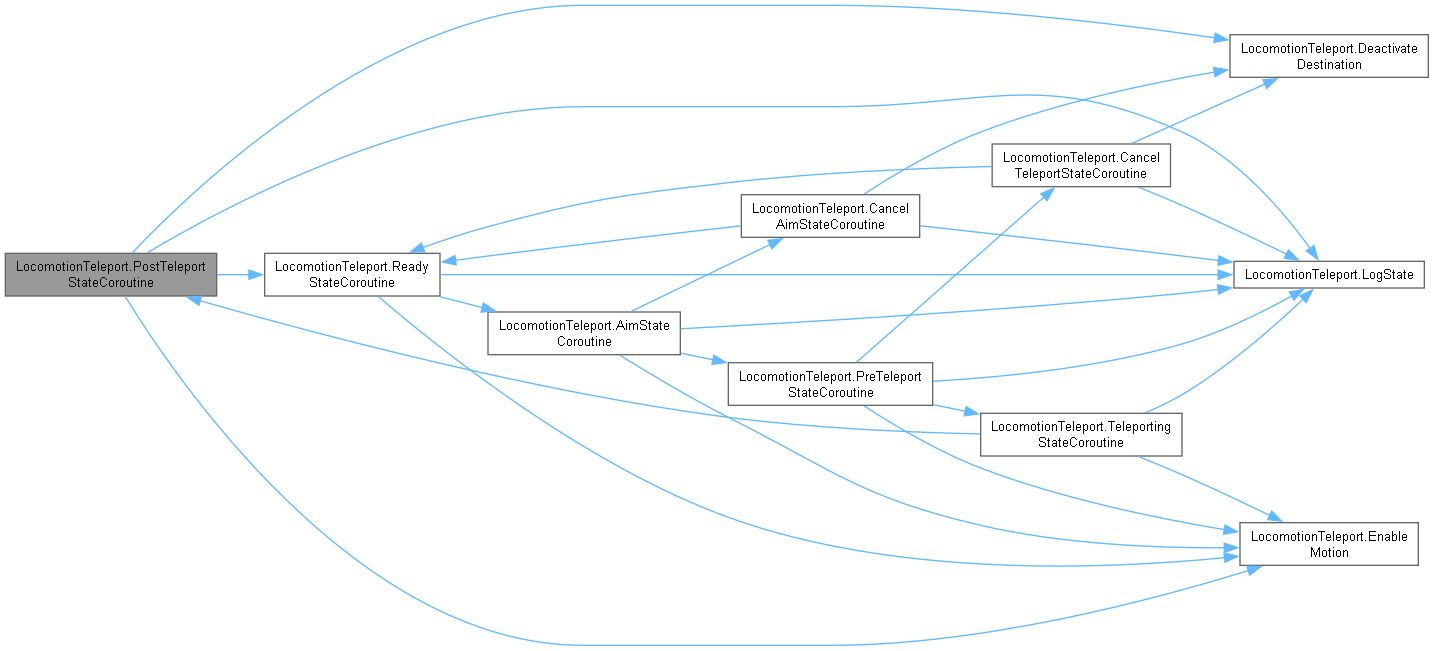 LocomotionTeleport.PostTeleport
StateCoroutine
LocomotionTeleport.Ready
StateCoroutine
LocomotionTeleport.AimState
Coroutine
LocomotionTeleport.Cancel
AimStateCoroutine
LocomotionTeleport.PreTeleport
StateCoroutine
LocomotionTeleport.Cancel
TeleportStateCoroutine
LocomotionTeleport.Teleporting
StateCoroutine
LocomotionTeleport.Deactivate
Destination
LocomotionTeleport.LogState
LocomotionTeleport.Enable
Motion